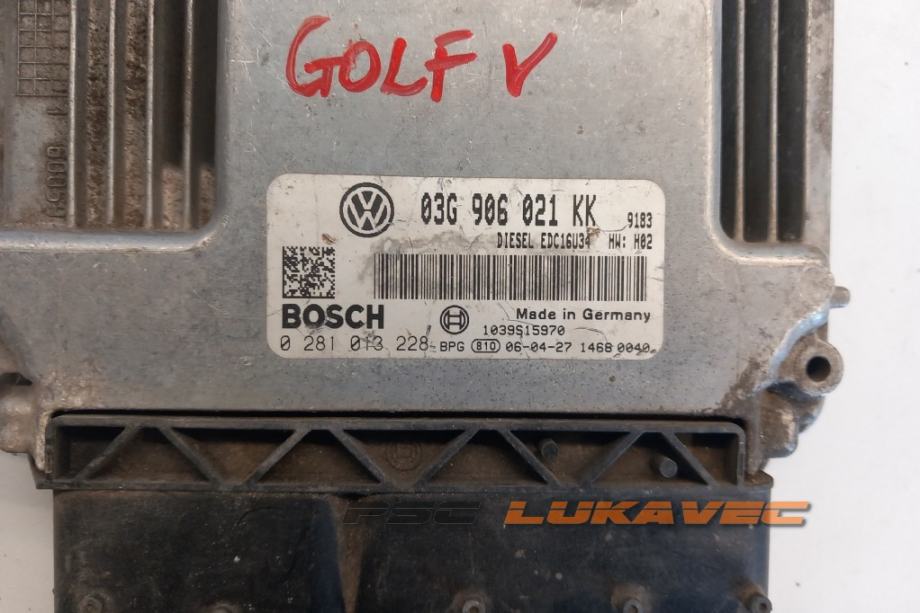 GOLF V
03G 906 021 KK 9183
DIESEL EDC16U34 HW: H02
BOSCH
Made in Germany
1039S15970
0 281 013 228 BPG 810 06-04-27 1468 0040
PSC LUKAVEC